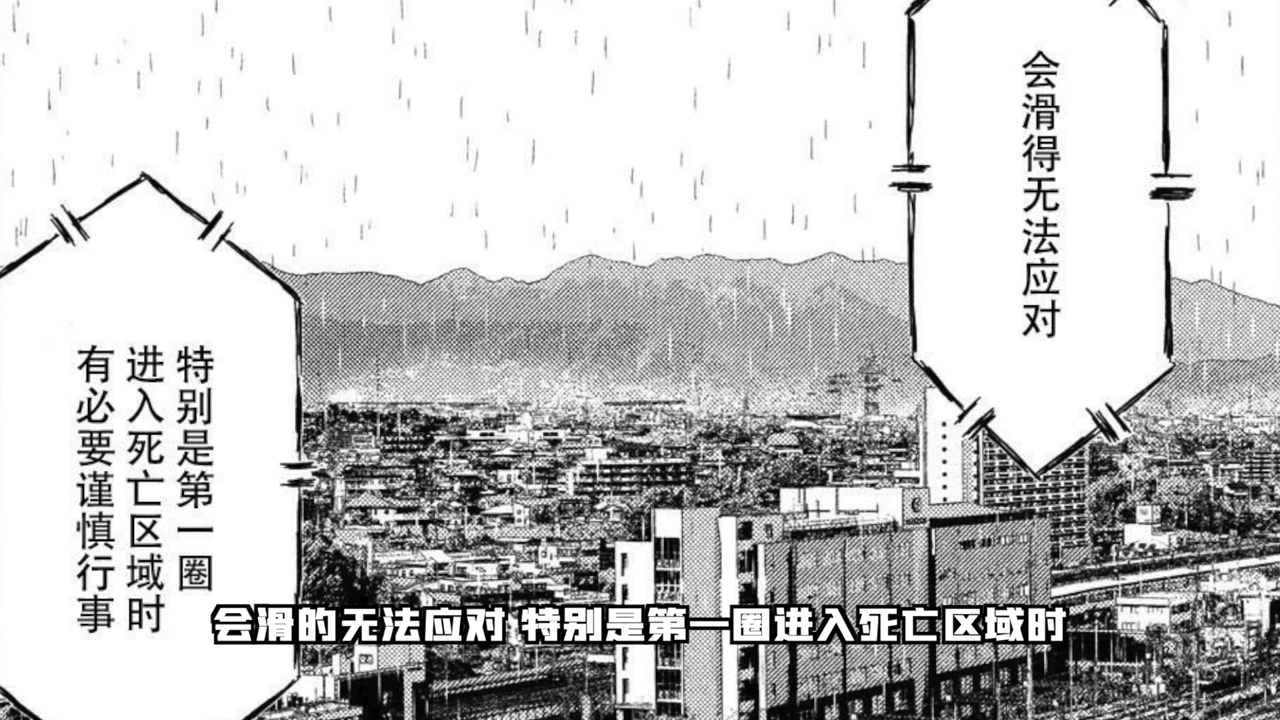 会滑得无法应对
特别是第一圈
进入死亡区域时
有必要谨慎行事
会滑的无法应对 特别是第一圈进入死亡区域时